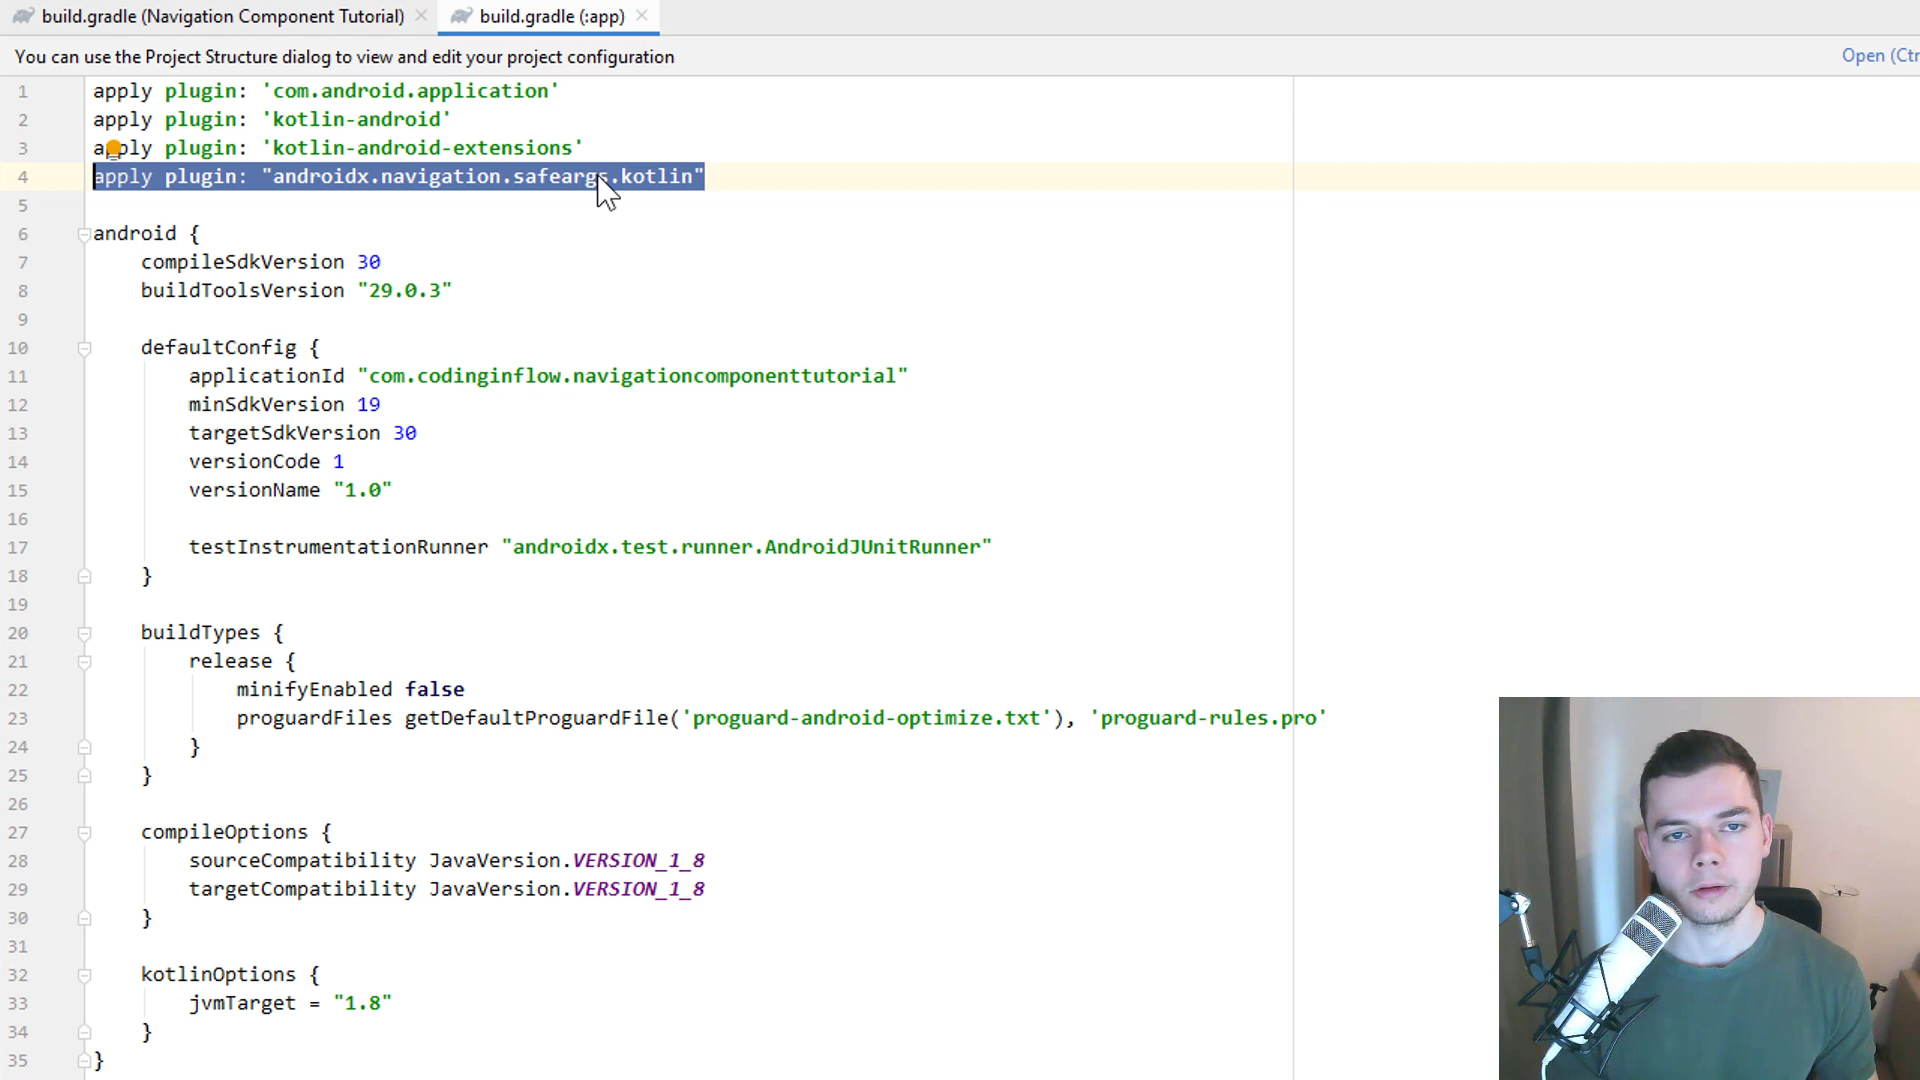 build.gradle (Navigation Component Tutorial)
build.gradle (:app)
You can use the Project Structure dialog to view and edit your project configuration
Open (Ctr
1 apply plugin: 'com.android.application'
2 apply plugin: 'kotlin-android'
3 apply plugin: 'kotlin-android-extensions'
4 apply plugin: "androidx.navigation.safeargs.kotlin"
5
6 android {
7 compileSdkVersion 30
8 buildToolsVersion "29.0.3"
9
10 defaultConfig {
11 applicationId "com.codinginflow.navigationcomponenttutorial"
12 minSdkVersion 19
13 targetSdkVersion 30
14 versionCode 1
15 versionName "1.0"
16
17 testInstrumentationRunner "androidx.test.runner.AndroidJUnitRunner"
18 }
19
20 buildTypes {
21 release {
22 minifyEnabled false
23 proguardFiles getDefaultProguardFile('proguard-android-optimize.txt'), 'proguard-rules.pro'
24 }
25 }
26
27 compileOptions {
28 sourceCompatibility JavaVersion.VERSION_1_8
29 targetCompatibility JavaVersion.VERSION_1_8
30 }
31
32 kotlinOptions {
33 jvmTarget = "1.8"
34 }
35 }